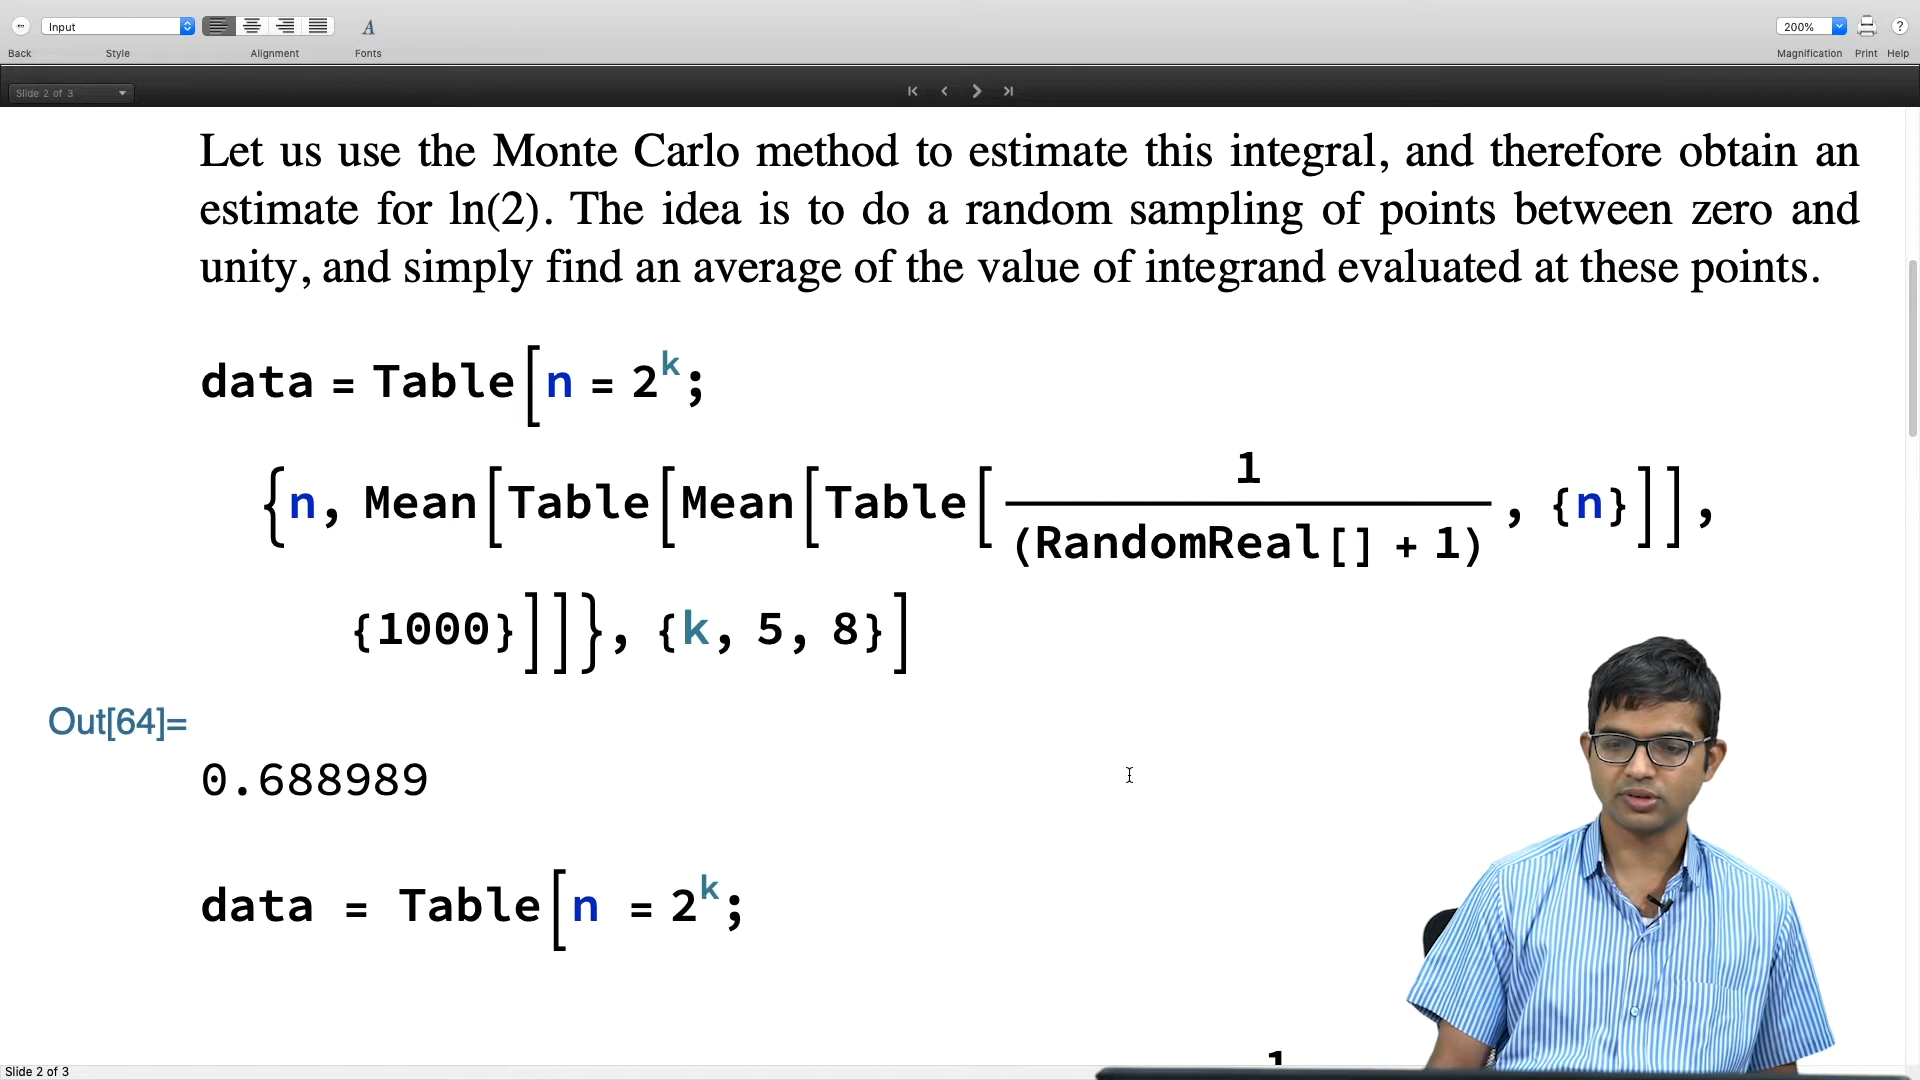 Input
200%
Back
Style
Alignment
Fonts
Magnification
Print
Help
Slide 2 of 3
Let us use the Monte Carlo method to estimate this integral, and therefore obtain an
estimate for ln(2). The idea is to do a random sampling of points between zero and
unity, and simply find an average of the value of integrand evaluated at these points.
data = Table[n = 2^k;
{n, Mean[Table[Mean[Table[1/(RandomReal[] + 1), {n}]],
{1000}]]}, {k, 5, 8}]
Out[64]=
0.688989
data = Table[n = 2^k;
1
Slide 2 of 3